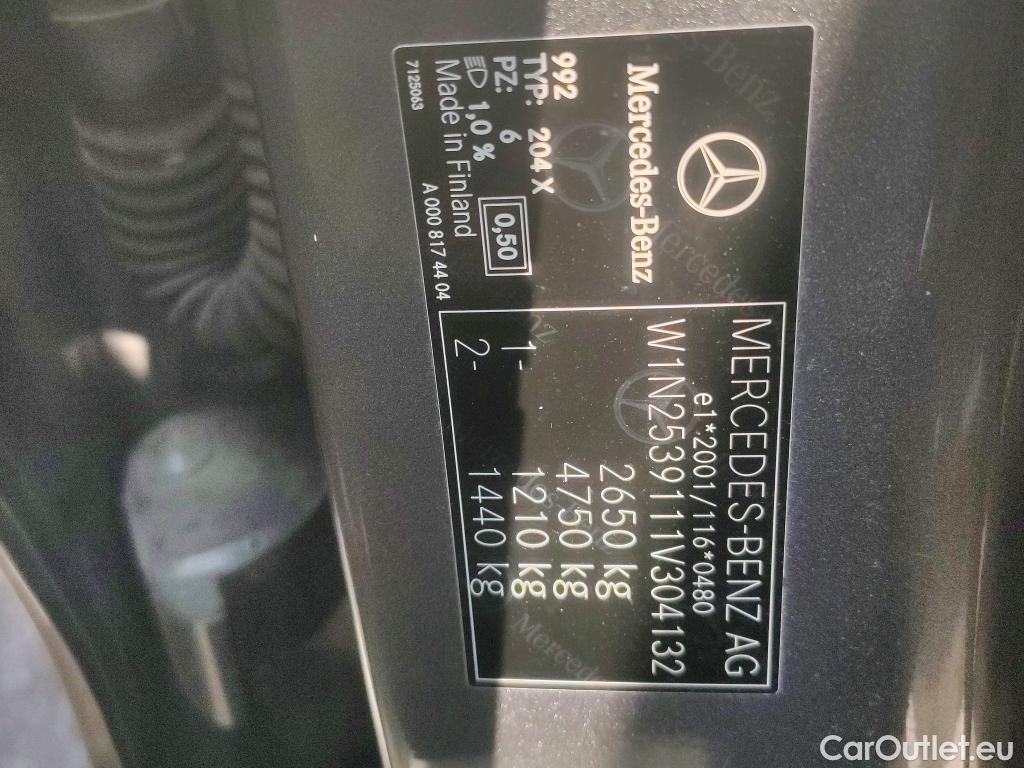 Mercedes-Benz
992
TYP: 204 X
PZ: 6
0,50
1,0 %
Made in Finland
7125063
A 000 817 44 04
MERCEDES-BENZ AG
e1*2001/116*0480
W1N2539111V304132
2650 kg
4750 kg
1- 1210 kg
2- 1440 kg
CarOutlet.eu